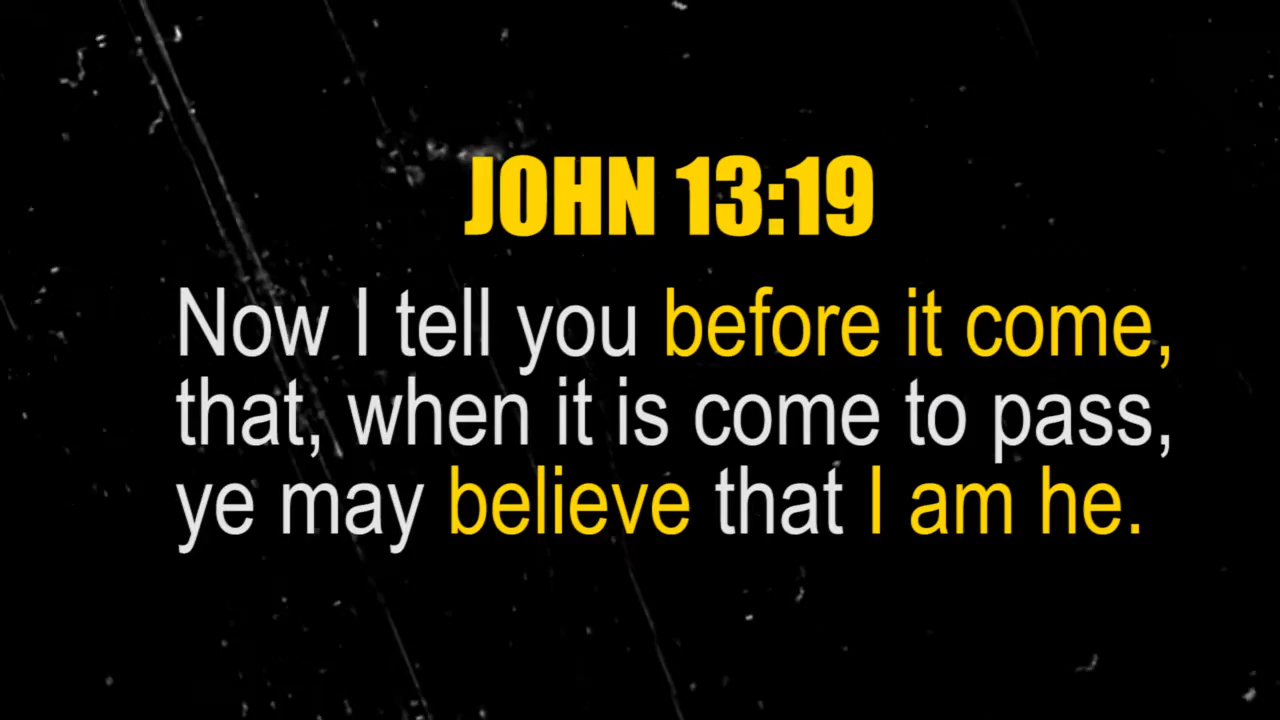 JOHN 13:19
Now I tell you before it come,
that, when it is come to pass,
ye may believe that I am he.